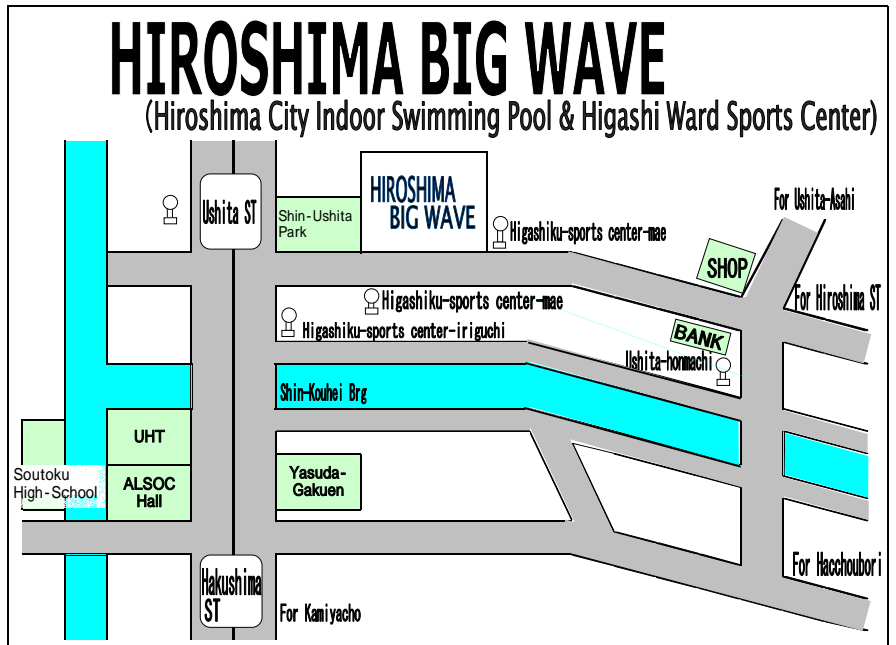 HIROSHIMA BIG WAVE
(Hiroshima City Indoor Swimming Pool & Higashi Ward Sports Center)
For Ushita-Asahi
Ushita ST
Shin-Ushita
Park
HIROSHIMA
BIG WAVE
Higashiku-sports center-mae
SHOP
For Hiroshima ST
Higashiku-sports center-mae
Higashiku-sports center-iriguchi
BANK
Ushita-honmachi
Shin-Kouhei Brg
UHT
Soutoku
High-School
ALSOC
Hall
Yasuda-
Gakuen
For Hacchoubori
Hakushima
ST
For Kamiyacho